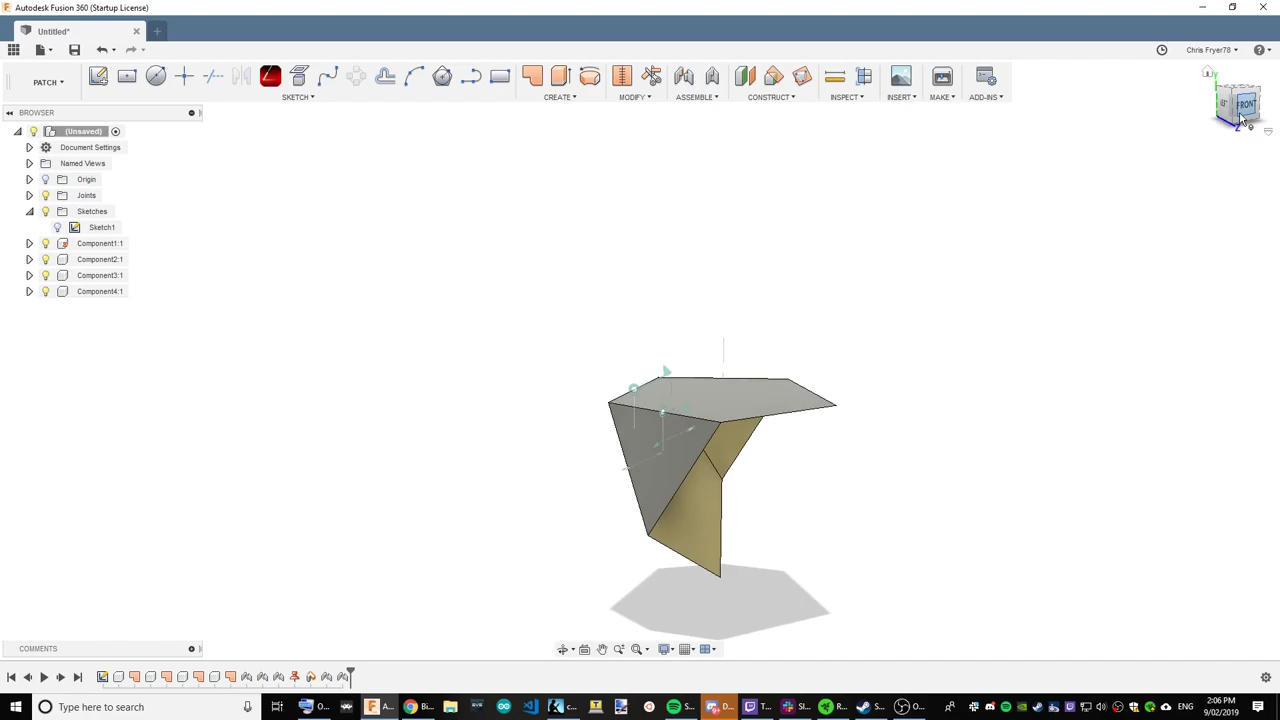 Autodesk Fusion 360 (Startup License)
Untitled*
Chris Fryer78
PATCH
SKETCH
CREATE
MODIFY
ASSEMBLE
CONSTRUCT
INSPECT
INSERT
MAKE
ADD-INS
BROWSER
(Unsaved)
Document Settings
Named Views
Origin
Joints
Sketches
Sketch1
Component1:1
Component2:1
Component3:1
Component4:1
Y
FRONT
Z
COMMENTS
Type here to search
O...
A...
Bi...
C...
T...
O...
S...
D...
T...
Sl...
R...
S...
O...
ENG
2:06 PM
9/02/2019